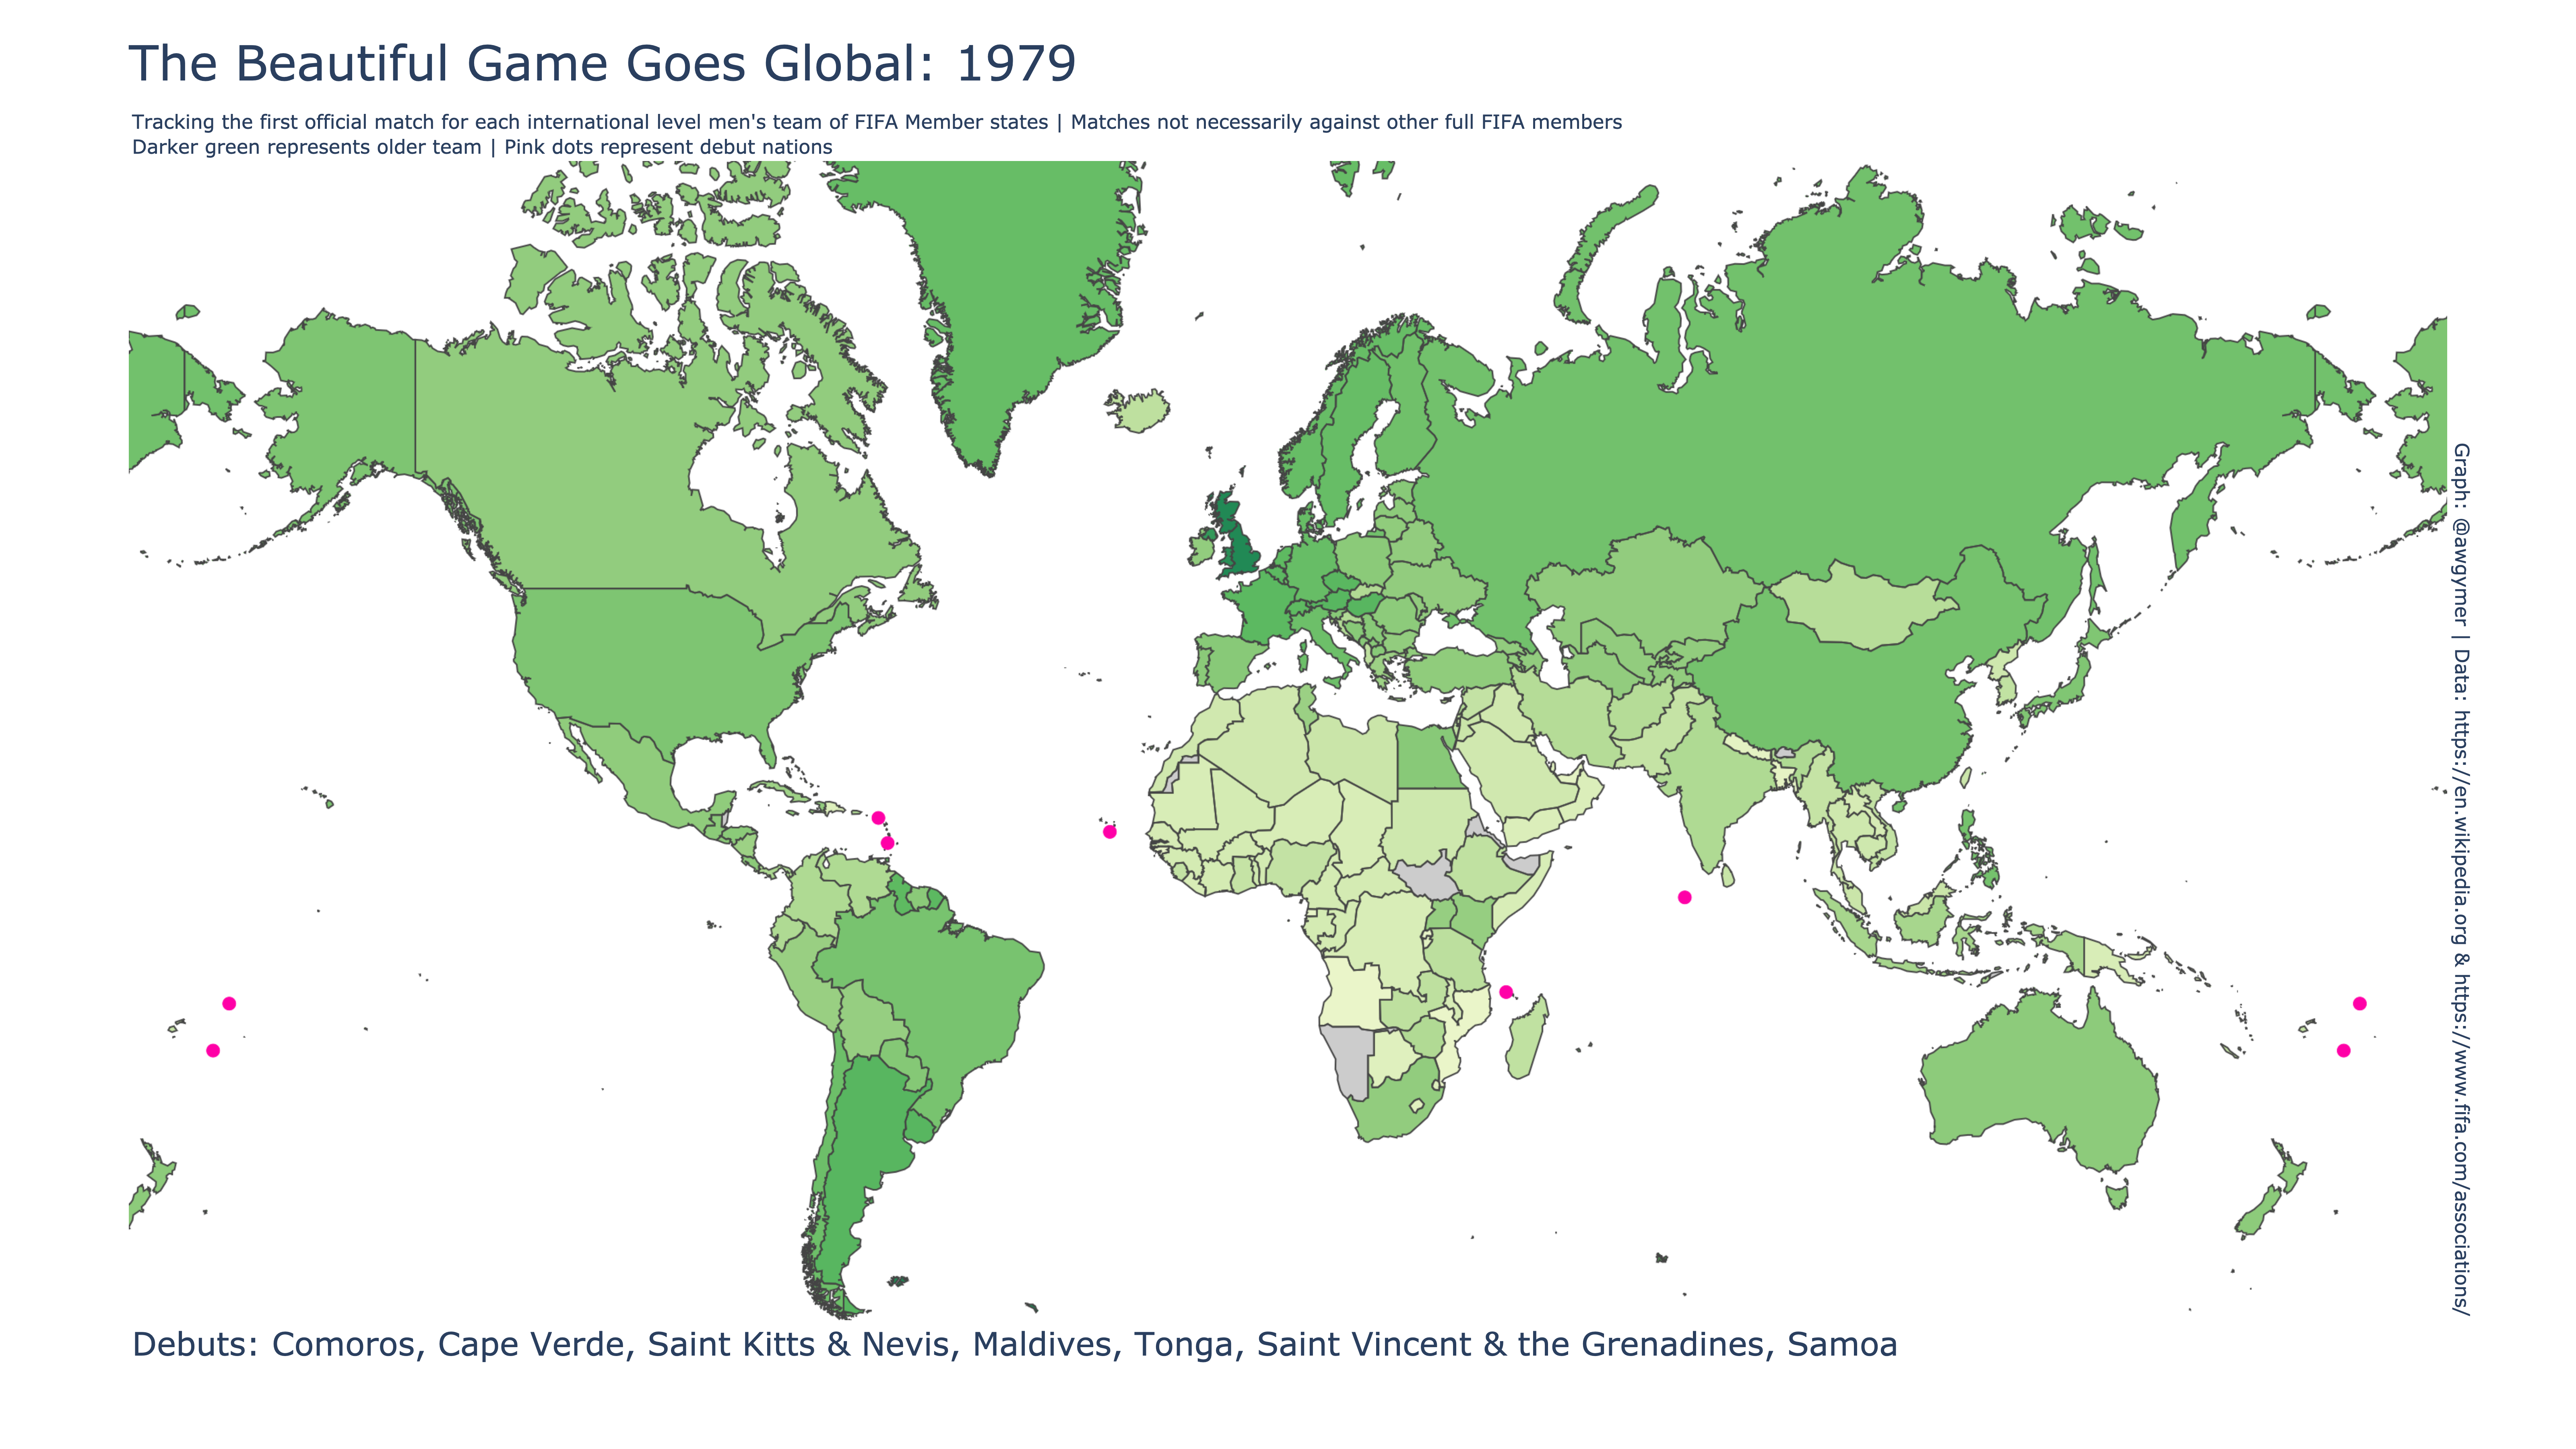 The Beautiful Game Goes Global: 1979
Tracking the first official match for each international level men's team of FIFA Member states | Matches not necessarily against other full FIFA members
Darker green represents older team | Pink dots represent debut nations
Graph: @awgymer | Data: https://en.wikipedia.org & https://www.fifa.com/associations/
Debuts: Comoros, Cape Verde, Saint Kitts & Nevis, Maldives, Tonga, Saint Vincent & the Grenadines, Samoa